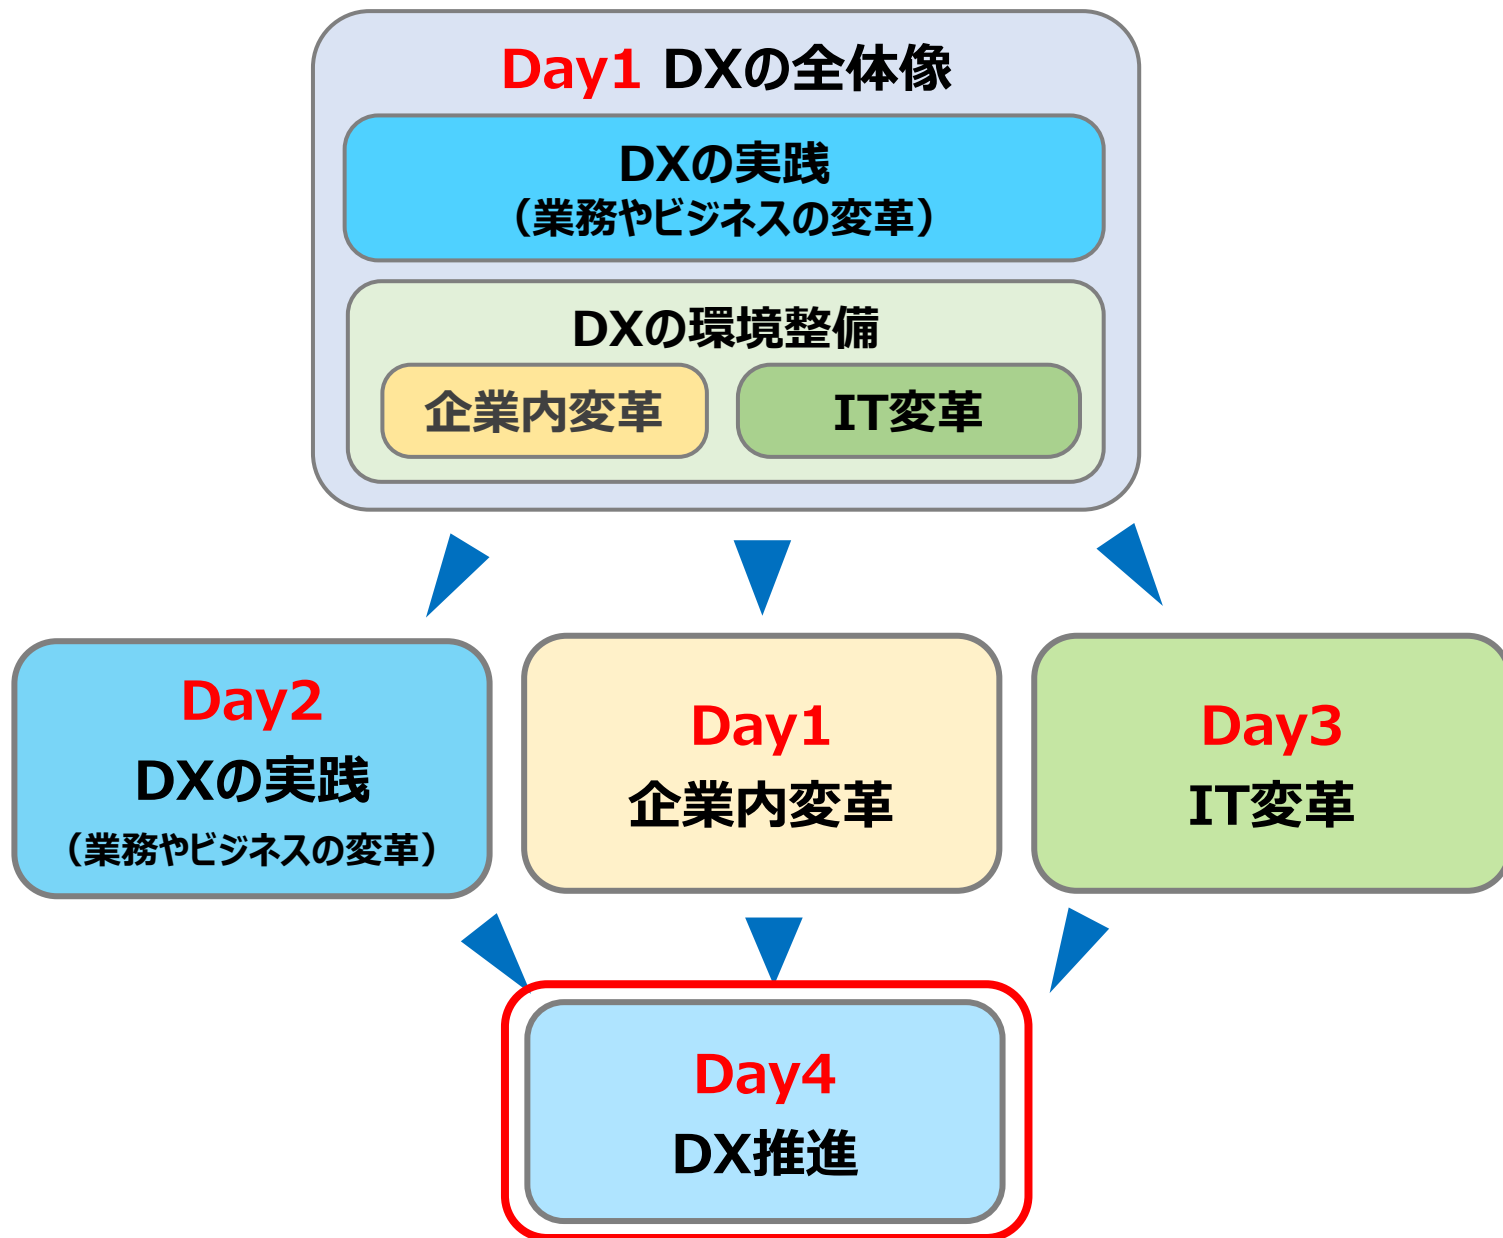 Day1 DXの全体像
DXの実践
（業務やビジネスの変革）
DXの環境整備
企業内変革
IT変革
Day2
DXの実践
（業務やビジネスの変革）
Day1
企業内変革
Day3
IT変革
Day4
DX推進